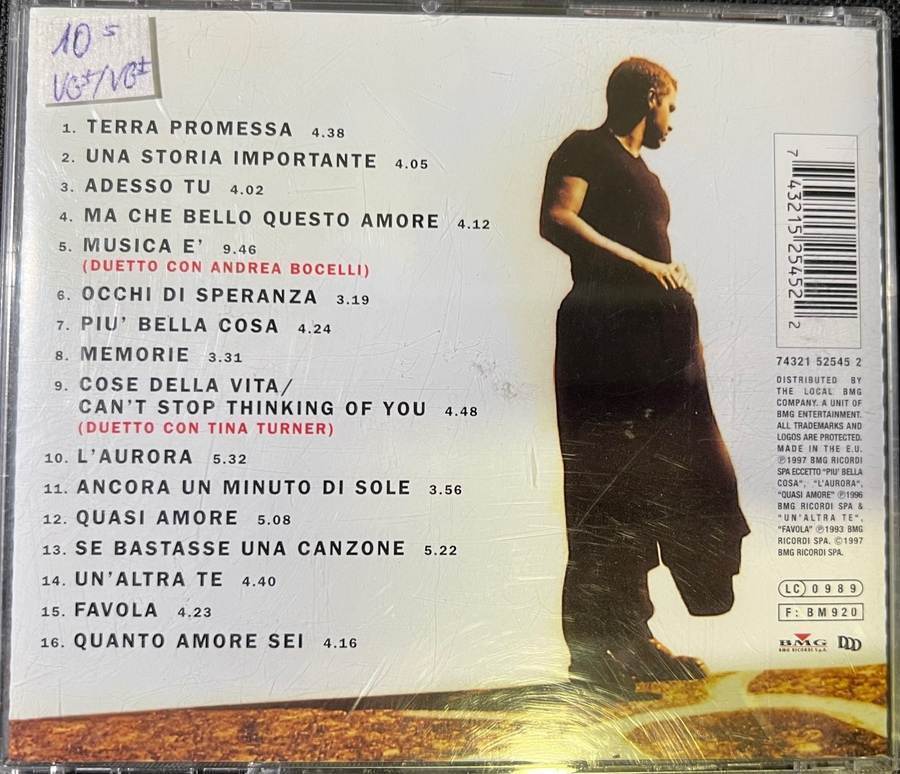 10 s
VG±/VG±
1. TERRA PROMESSA 4.38
2. UNA STORIA IMPORTANTE 4.05
3. ADESSO TU 4.02
4. MA CHE BELLO QUESTO AMORE 4.12
5. MUSICA E' 9.46
(DUETTO CON ANDREA BOCELLI)
6. OCCHI DI SPERANZA 3.19
7. PIU' BELLA COSA 4.24
8. MEMORIE 3.31
9. COSE DELLA VITA/
CAN'T STOP THINKING OF YOU 4.48
(DUETTO CON TINA TURNER)
10. L'AURORA 5.32
11. ANCORA UN MINUTO DI SOLE 3.56
12. QUASI AMORE 5.08
13. SE BASTASSE UNA CANZONE 5.22
14. UN'ALTRA TE 4.40
15. FAVOLA 4.23
16. QUANTO AMORE SEI 4.16
7 43215 25452 2
74321 52545 2
DISTRIBUTED BY
THE LOCAL BMG
COMPANY. A UNIT OF
BMG ENTERTAINMENT.
ALL TRADEMARKS AND
LOGOS ARE PROTECTED.
MADE IN THE E.U.
℗1997 BMG RICORDI
SPA ECCETTO "PIU' BELLA
COSA"; "L'AURORA",
"QUASI AMORE" ℗1996
BMG RICORDI SPA &
"UN'ALTRA TE",
"FAVOLA" ℗1993 BMG
RICORDI SPA. ©1997
BMG RICORDI SPA.
LC 0989
F: BM920
BMG DDD
BMG RICORDI S.p.A.